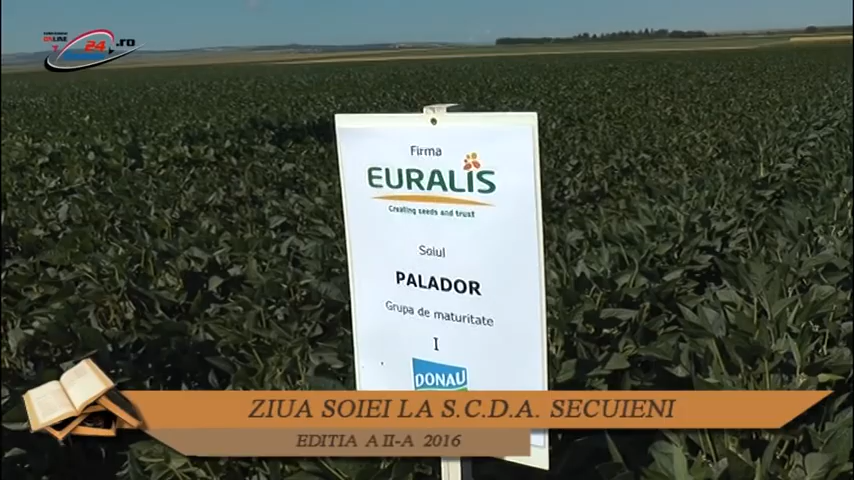 ONLINE
24.ro
Firma
EURALIS
Creating seeds and trust
Soiul
PALADOR
Grupa de maturitate
I
DONAU
ZIUA SOIEI LA S.C.D.A. SECUIENI
EDITIA A II-A 2016